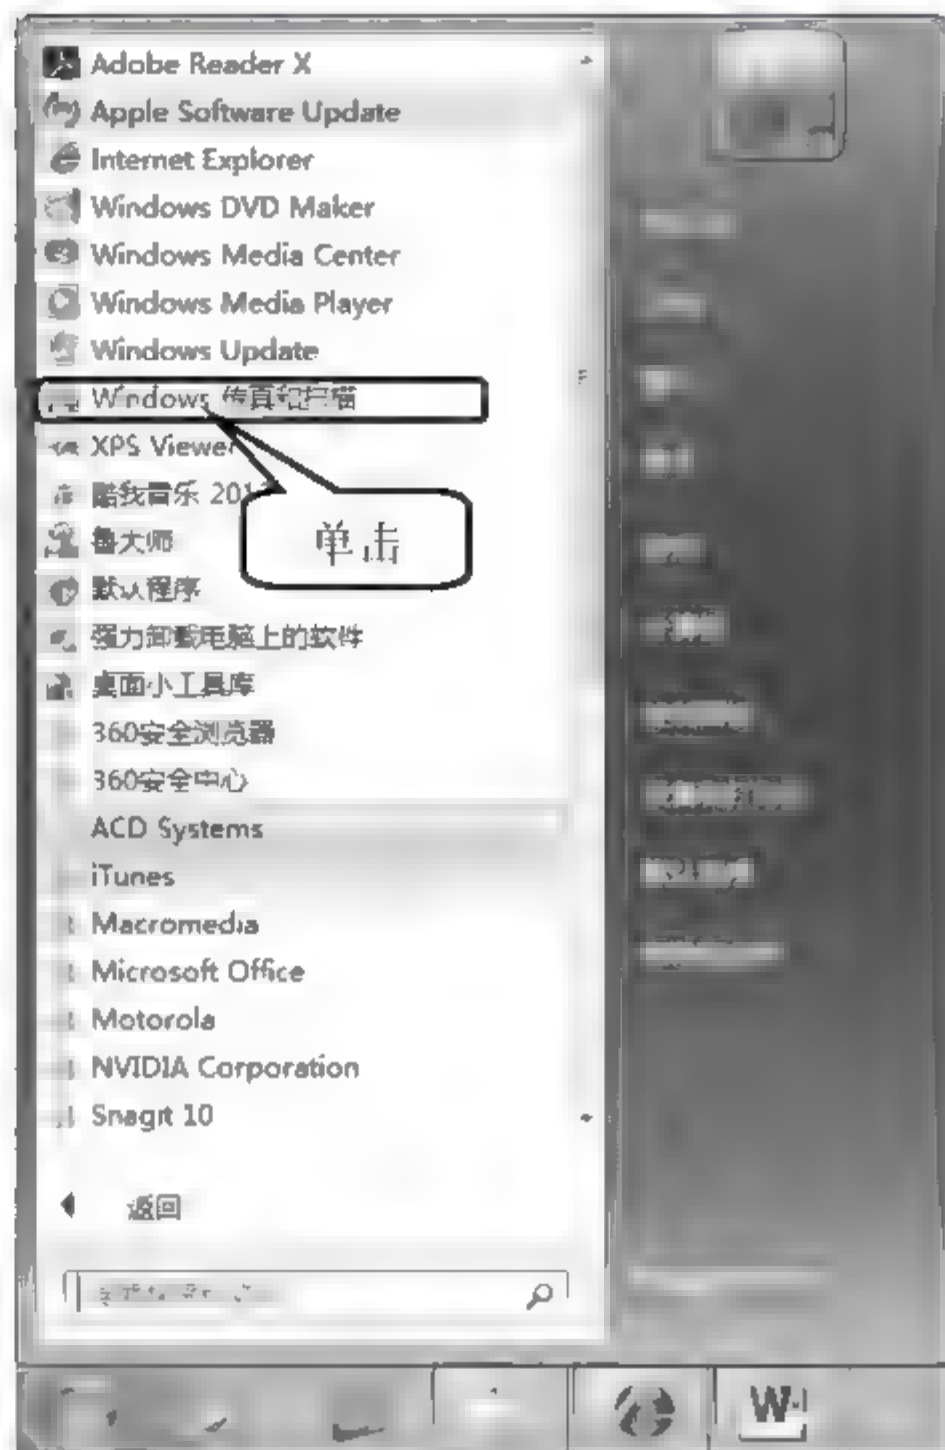 Adobe Reader X
Apple Software Update
Internet Explorer
Windows DVD Maker
Windows Media Center
Windows Media Player
Windows Update
Windows 传真和扫描
XPS Viewer
酷我音乐 201
单击
鲁大师
默认程序
强力卸载电脑上的软件
桌面小工具库
360安全浏览器
360安全中心
ACD Systems
iTunes
Macromedia
Microsoft Office
Motorola
NVIDIA Corporation
Snagit 10
返回
W